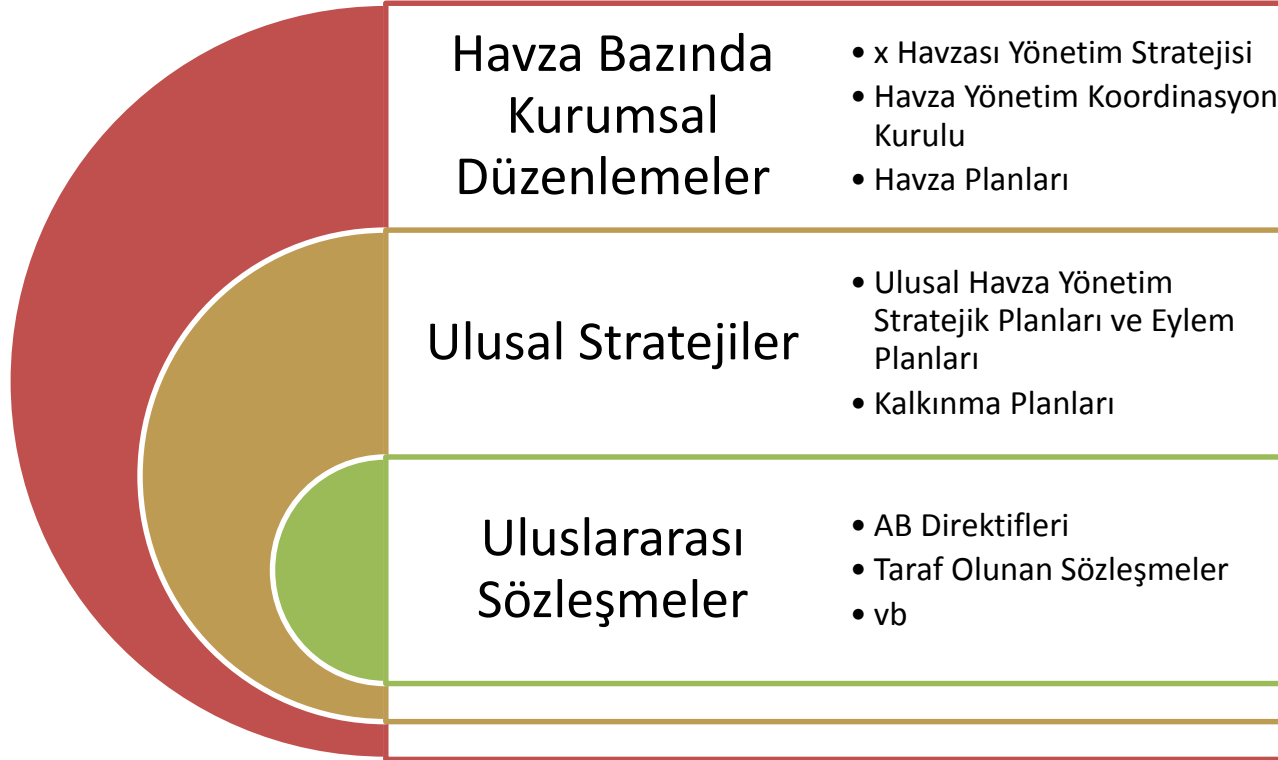 Havza Bazında
Kurumsal
Düzenlemeler
• x Havzası Yönetim Stratejisi
• Havza Yönetim Koordinasyon
Kurulu
• Havza Planları
Ulusal Stratejiler
• Ulusal Havza Yönetim
Stratejik Planları ve Eylem
Planları
• Kalkınma Planları
Uluslararası
Sözleşmeler
• AB Direktifleri
• Taraf Olunan Sözleşmeler
• vb